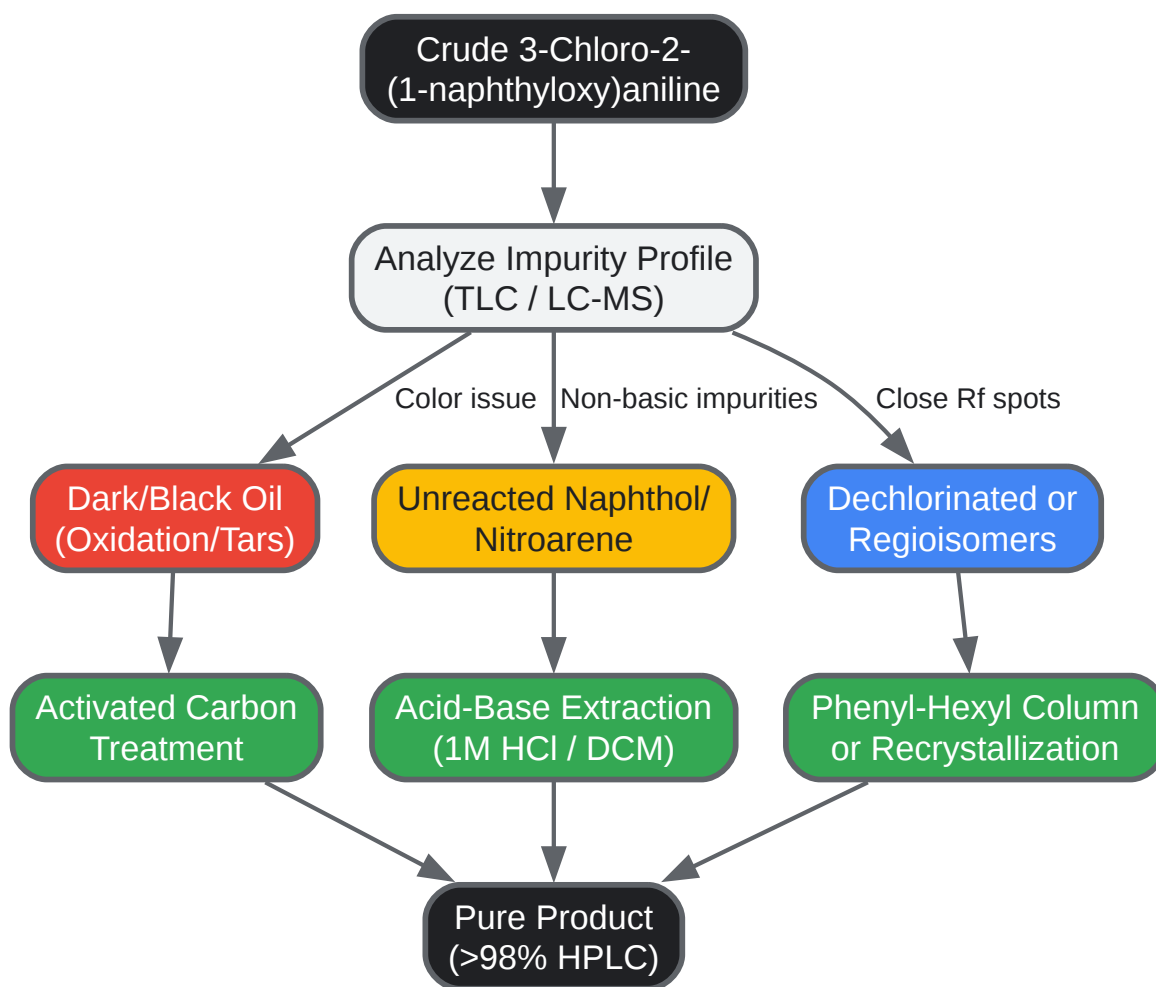 Crude 3-Chloro-2-
(1-naphthyloxy)aniline
Analyze Impurity Profile
(TLC / LC-MS)
Color issue
Non-basic impurities
Close Rf spots
Dark/Black Oil
(Oxidation/Tars)
Unreacted Naphthol/
Nitroarene
Dechlorinated or
Regioisomers
Activated Carbon
Treatment
Acid-Base Extraction
(1M HCl / DCM)
Phenyl-Hexyl Column
or Recrystallization
Pure Product
(>98% HPLC)